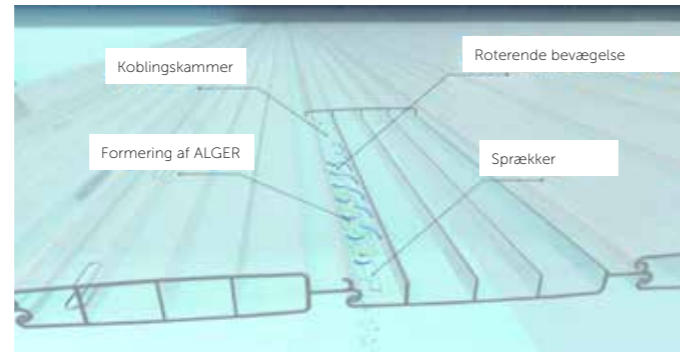 Koblingskammer
Roterende bevægelse
Formering af ALGER
Sprækker